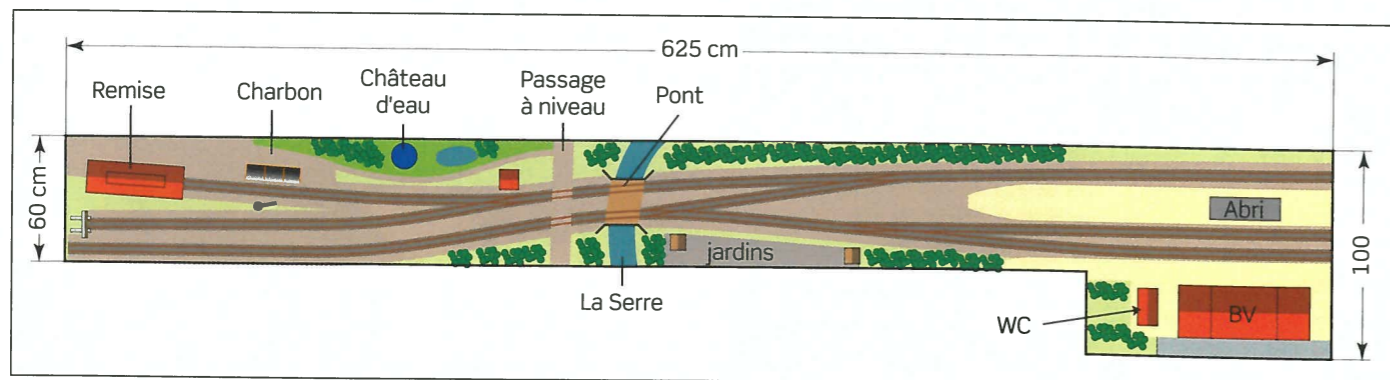 625 cm
Remise
Charbon
Château
d'eau
Passage
à niveau
Pont
60 cm
Abri
100
jardins
La Serre
WC
BV